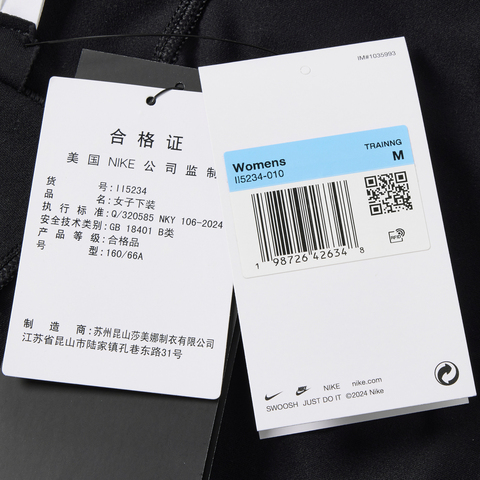 合格证
美国 NIKE 公司监制
货号:II5234
品名:女子下装
执行标准:Q/320585 NKY 106-2024
安全技术类别:GB 18401 B类
产品等级:合格品
号型:160/66A
制造商:苏州昆山莎美娜制衣有限公司
江苏省昆山市陆家镇孔巷东路31号
IM#1035993
TRAINNG
Womens
M
II5234-010
1 98726 42634 8
RFID
NIKE nike.com
SWOOSH JUST DO IT ©2024 Nike